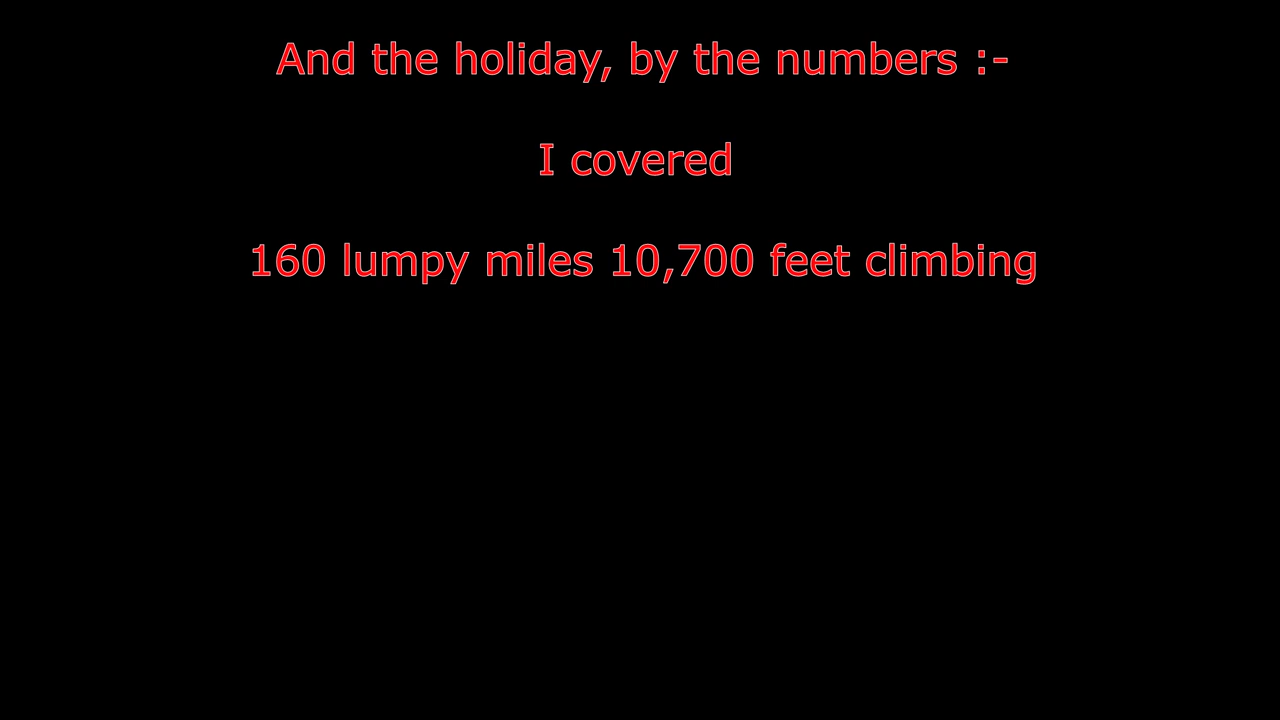 And the holiday, by the numbers :-
I covered
160 lumpy miles 10,700 feet climbing